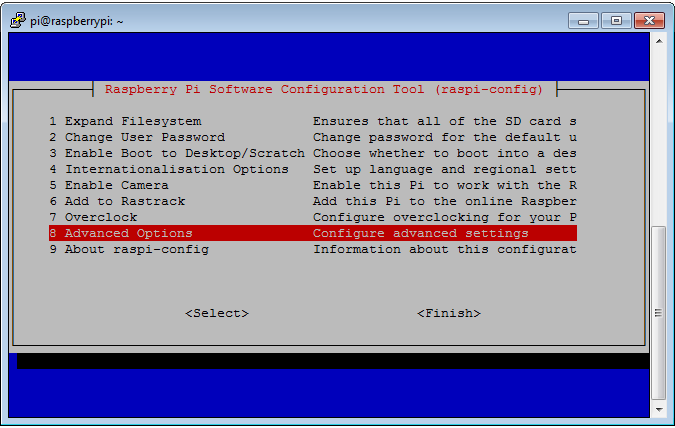 pi@raspberrypi: ~
Raspberry Pi Software Configuration Tool (raspi-config)
1 Expand Filesystem Ensures that all of the SD card s
2 Change User Password Change password for the default u
3 Enable Boot to Desktop/Scratch Choose whether to boot into a des
4 Internationalisation Options Set up language and regional sett
5 Enable Camera Enable this Pi to work with the R
6 Add to Rastrack Add this Pi to the online Raspber
7 Overclock Configure overclocking for your P
8 Advanced Options Configure advanced settings
9 About raspi-config Information about this configurat
<Select> <Finish>